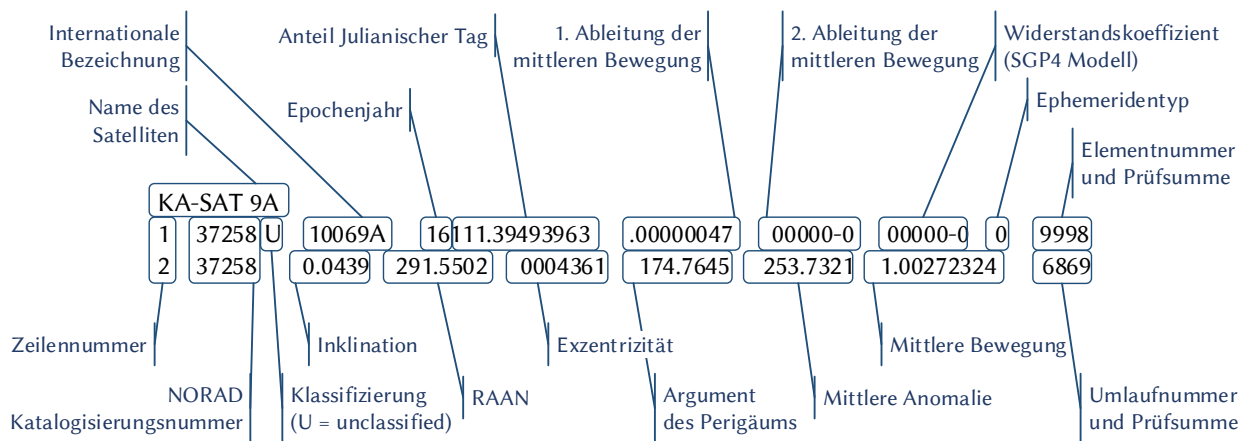 Internationale
Bezeichnung
Anteil Julianischer Tag
1. Ableitung der
mittleren Bewegung
2. Ableitung der
mittleren Bewegung
Widerstandskoeffizient
(SGP4 Modell)
Name des
Satelliten
Epochenjahr
Ephemeridentyp
Elementnummer
und Prüfsumme
KA-SAT 9A
1 37258 U 10069A 16 111.39493963 .00000047 00000-0 00000-0 0 9998
2 37258 0.0439 291.5502 0004361 174.7645 253.7321 1.00272324 6869
Zeilennummer
Inklination
Exzentrizität
Mittlere Bewegung
NORAD
Katalogisierungsnummer
Klassifizierung
(U = unclassified)
RAAN
Argument
des Perigäums
Mittlere Anomalie
Umlaufnummer
und Prüfsumme